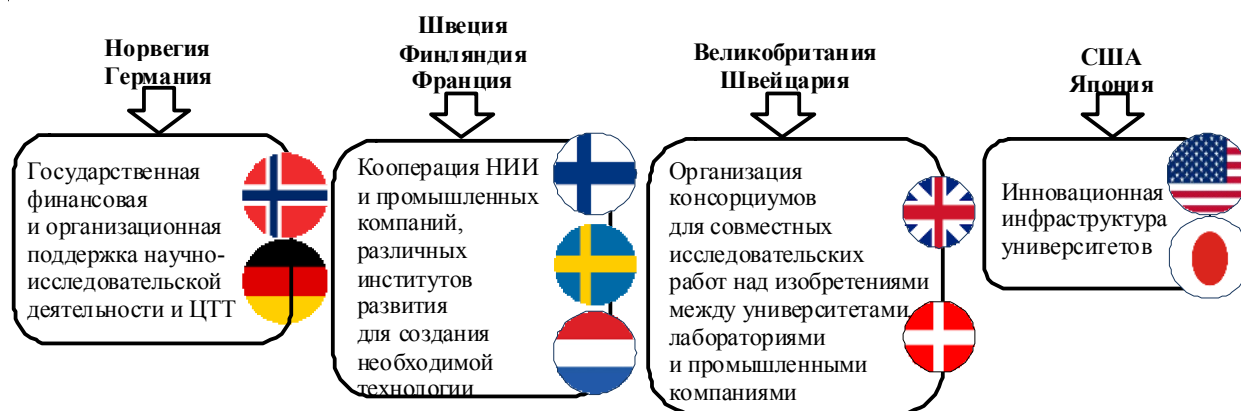 Норвегия
Германия
Государственная
финансовая
и организационная
поддержка научно-
исследовательской
деятельности и ЦТТ
Швеция
Финляндия
Франция
Кооперация НИИ
и промышленных
компаний,
различных
институтов
развития
для создания
необходимой
технологии
Великобритания
Швейцария
Организация
консорциумов
для совместных
исследовательских
работ над изобретениями
между университетами,
лабораториями
и промышленными
компаниями
США
Япония
Инновационная
инфраструктура
университетов